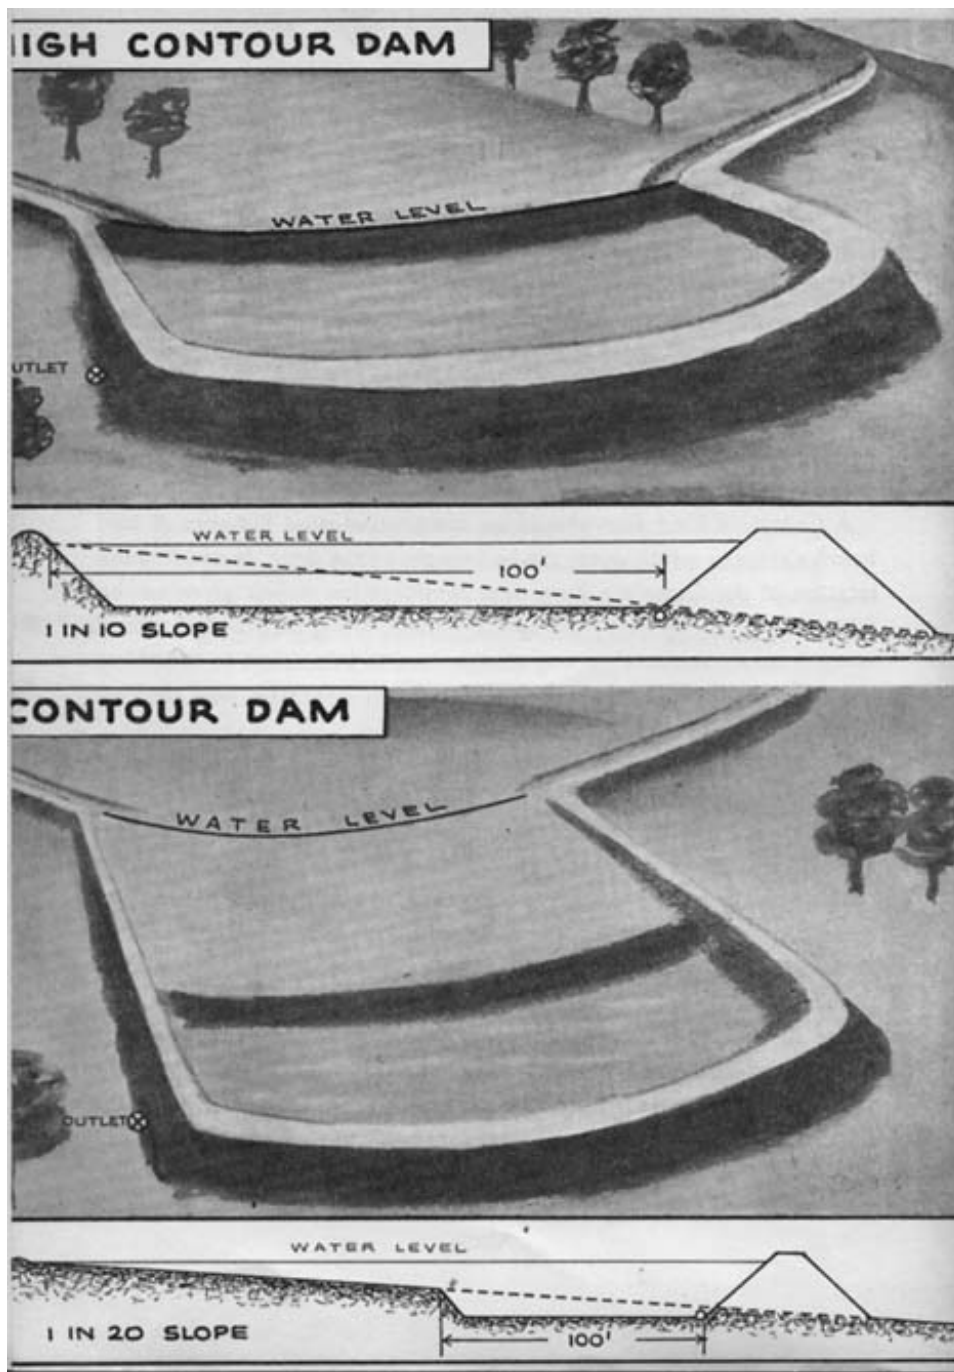 HIGH CONTOUR DAM
WATER LEVEL
UTLET
WATER LEVEL
100'
1 IN 10 SLOPE
CONTOUR DAM
WATER LEVEL
OUTLET
WATER LEVEL
1 IN 20 SLOPE
100'